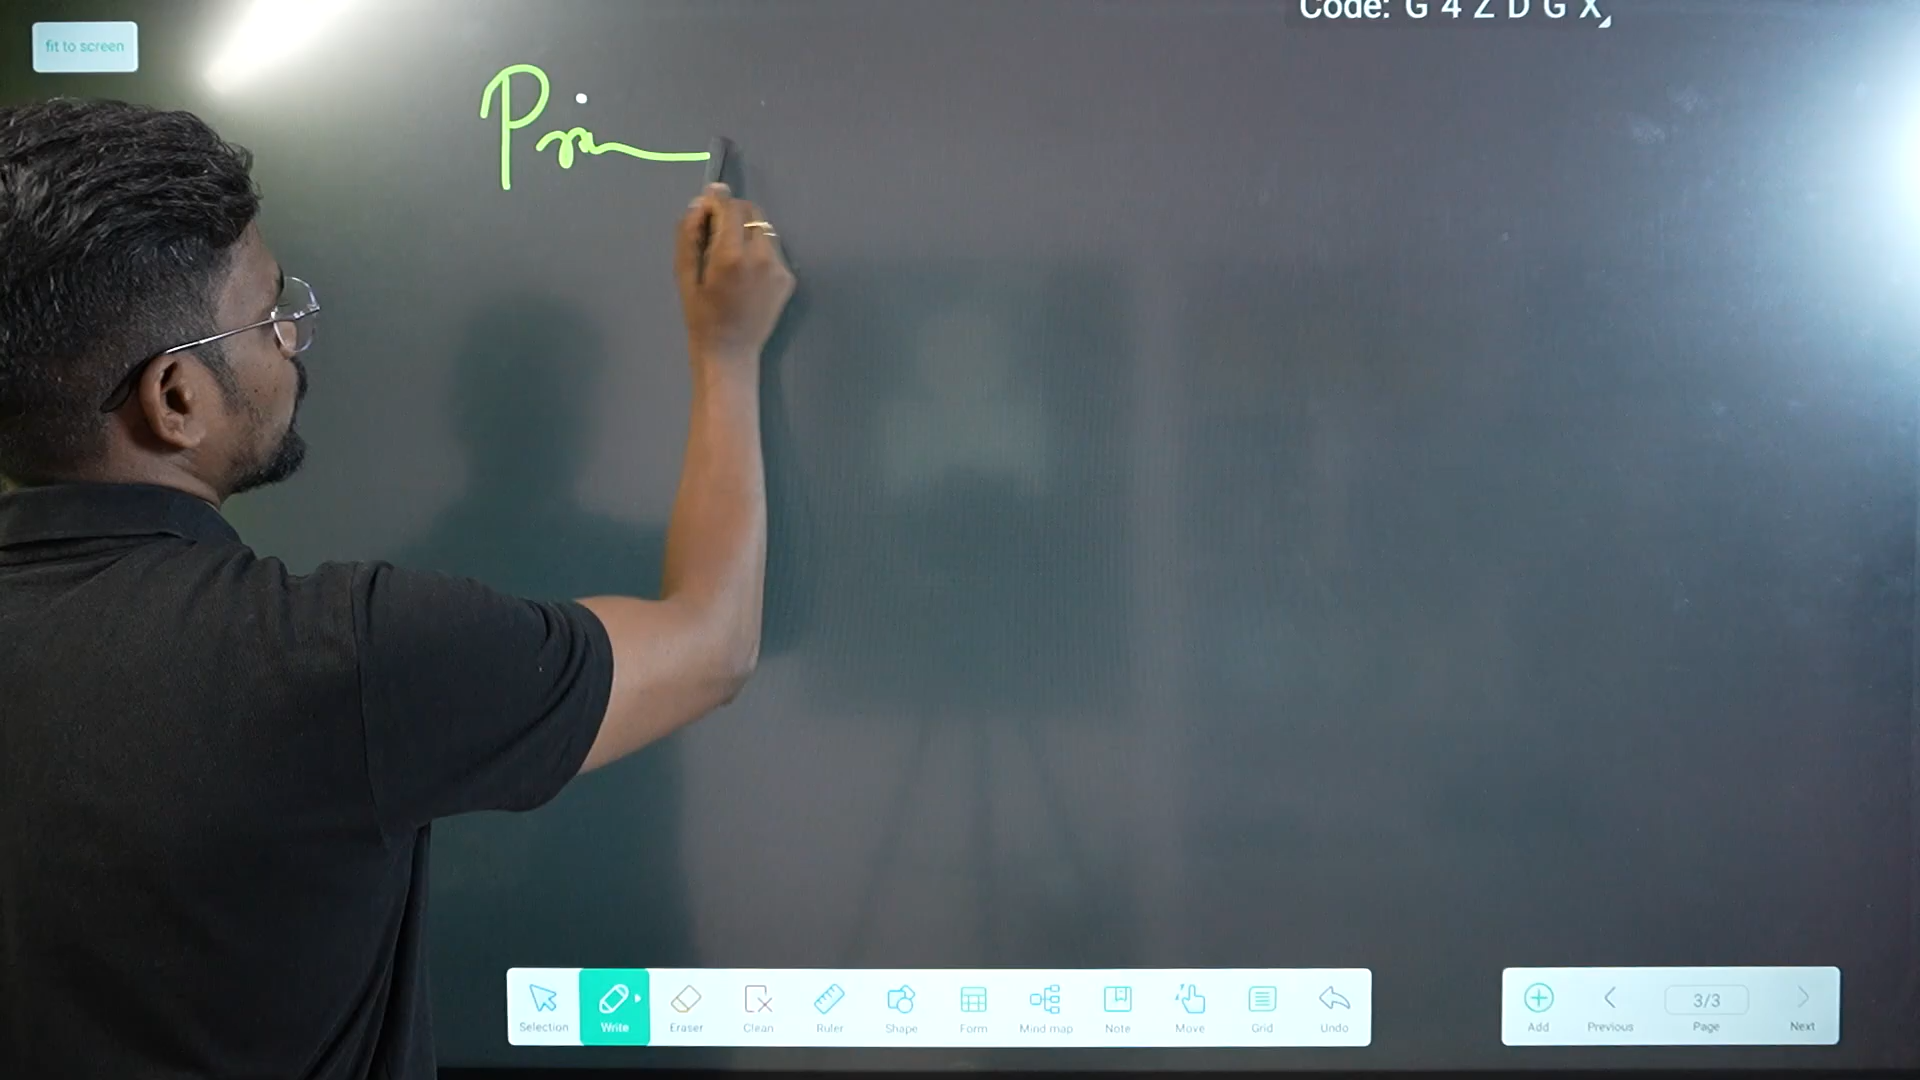 Code: G 4 Z D G X
fit to screen
Selection Write Eraser Clean Ruler Shape Form Mind map Note Move Grid Undo
Add Previous 3/3 Page Next